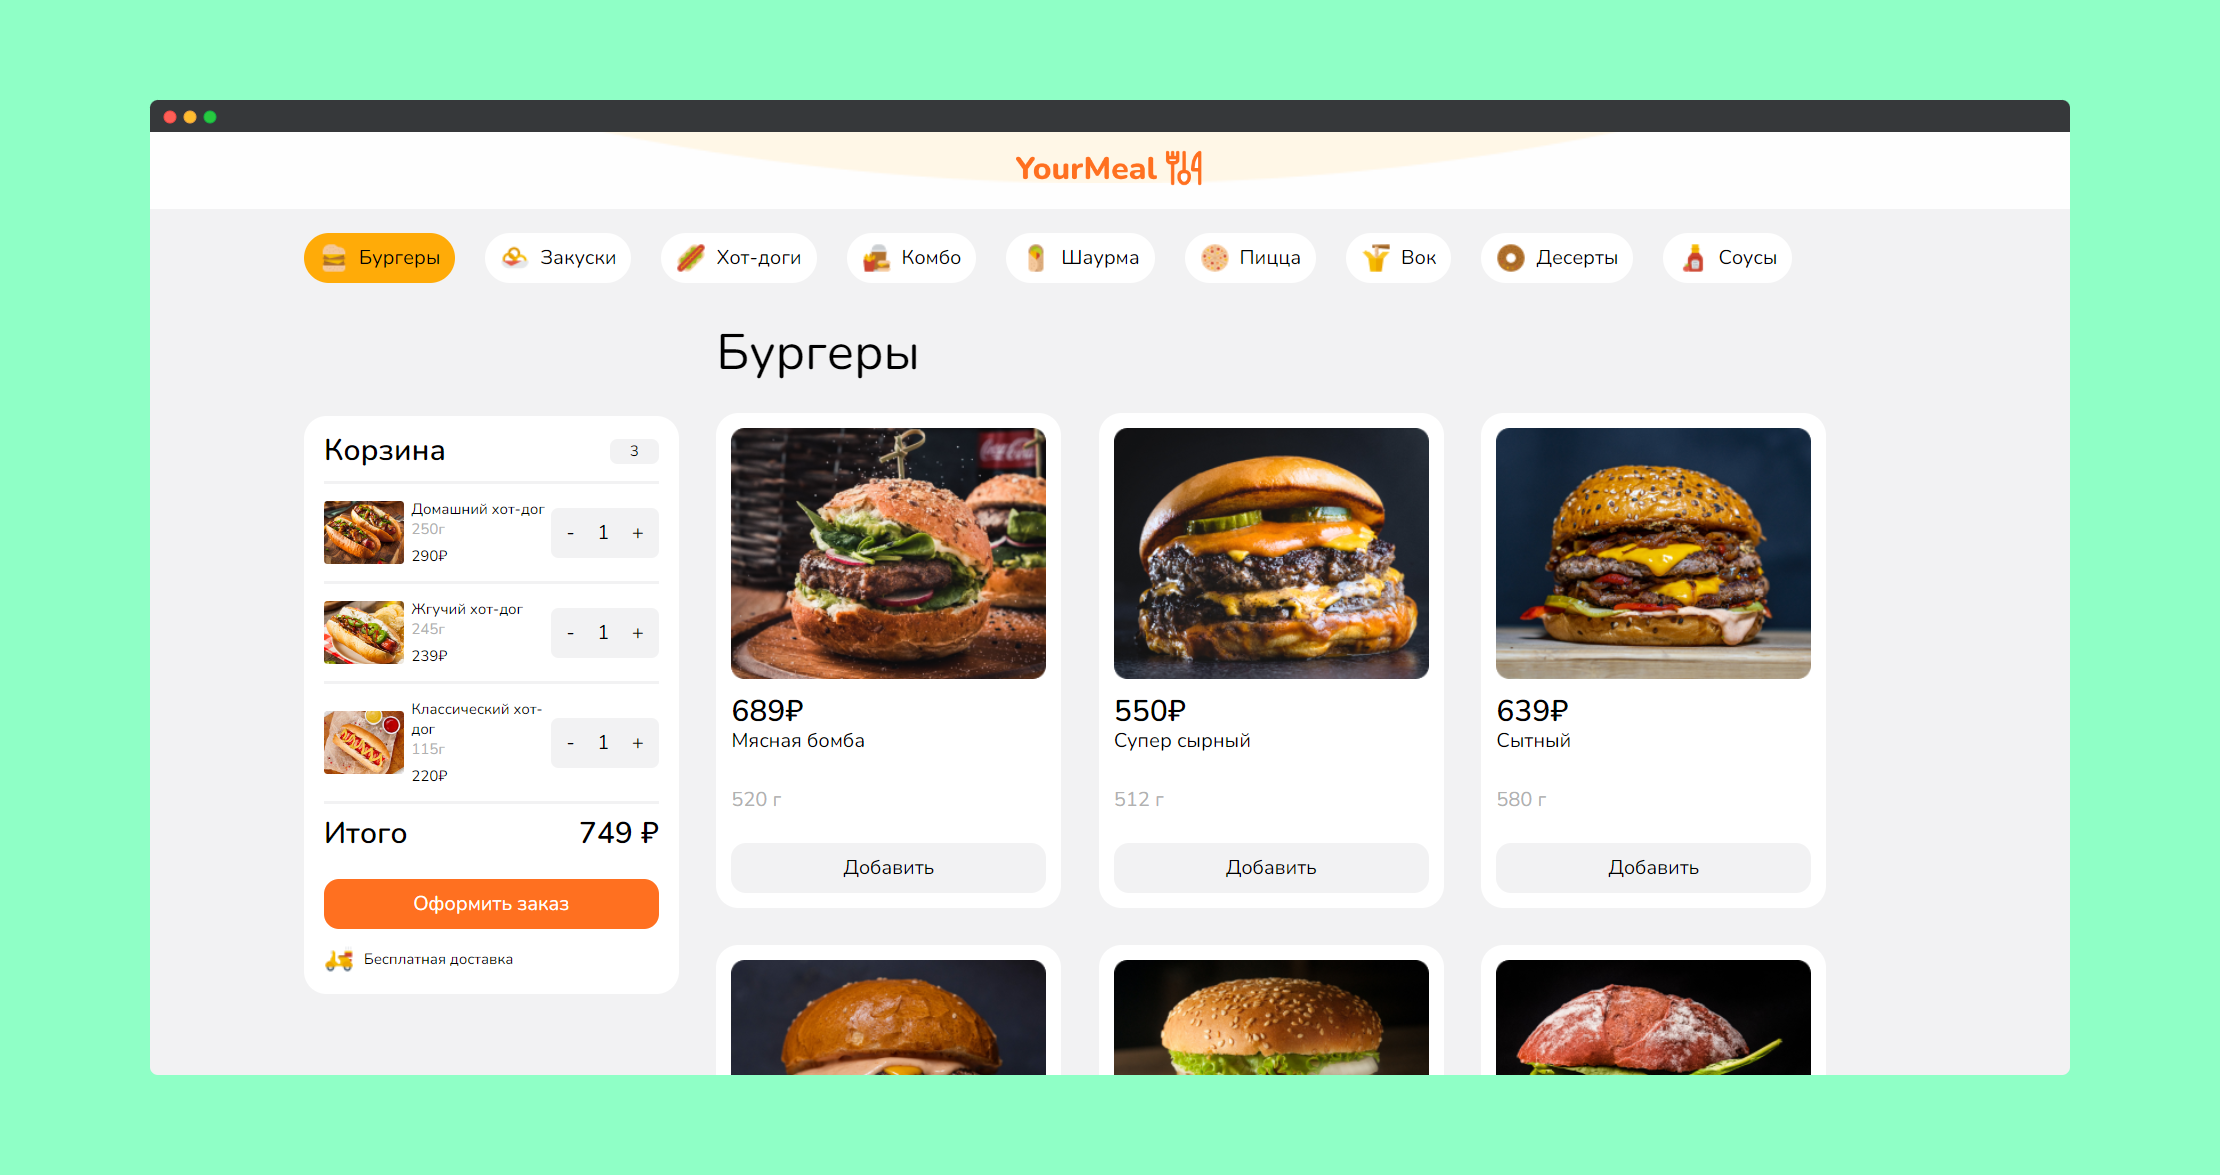 YourMeal
Бургеры
Закуски
Хот-доги
Комбо
Шаурма
Пицца
Вок
Десерты
Соусы
Бургеры
Корзина
3
Домашний хот-дог
250г
290₽
- 1 +
Жгучий хот-дог
245г
239₽
- 1 +
Классический хот-
дог
115г
220₽
- 1 +
Итого
749 ₽
Оформить заказ
Бесплатная доставка
Coca-Cola
689₽
Мясная бомба
520 г
Добавить
550₽
Супер сырный
512 г
Добавить
639₽
Сытный
580 г
Добавить